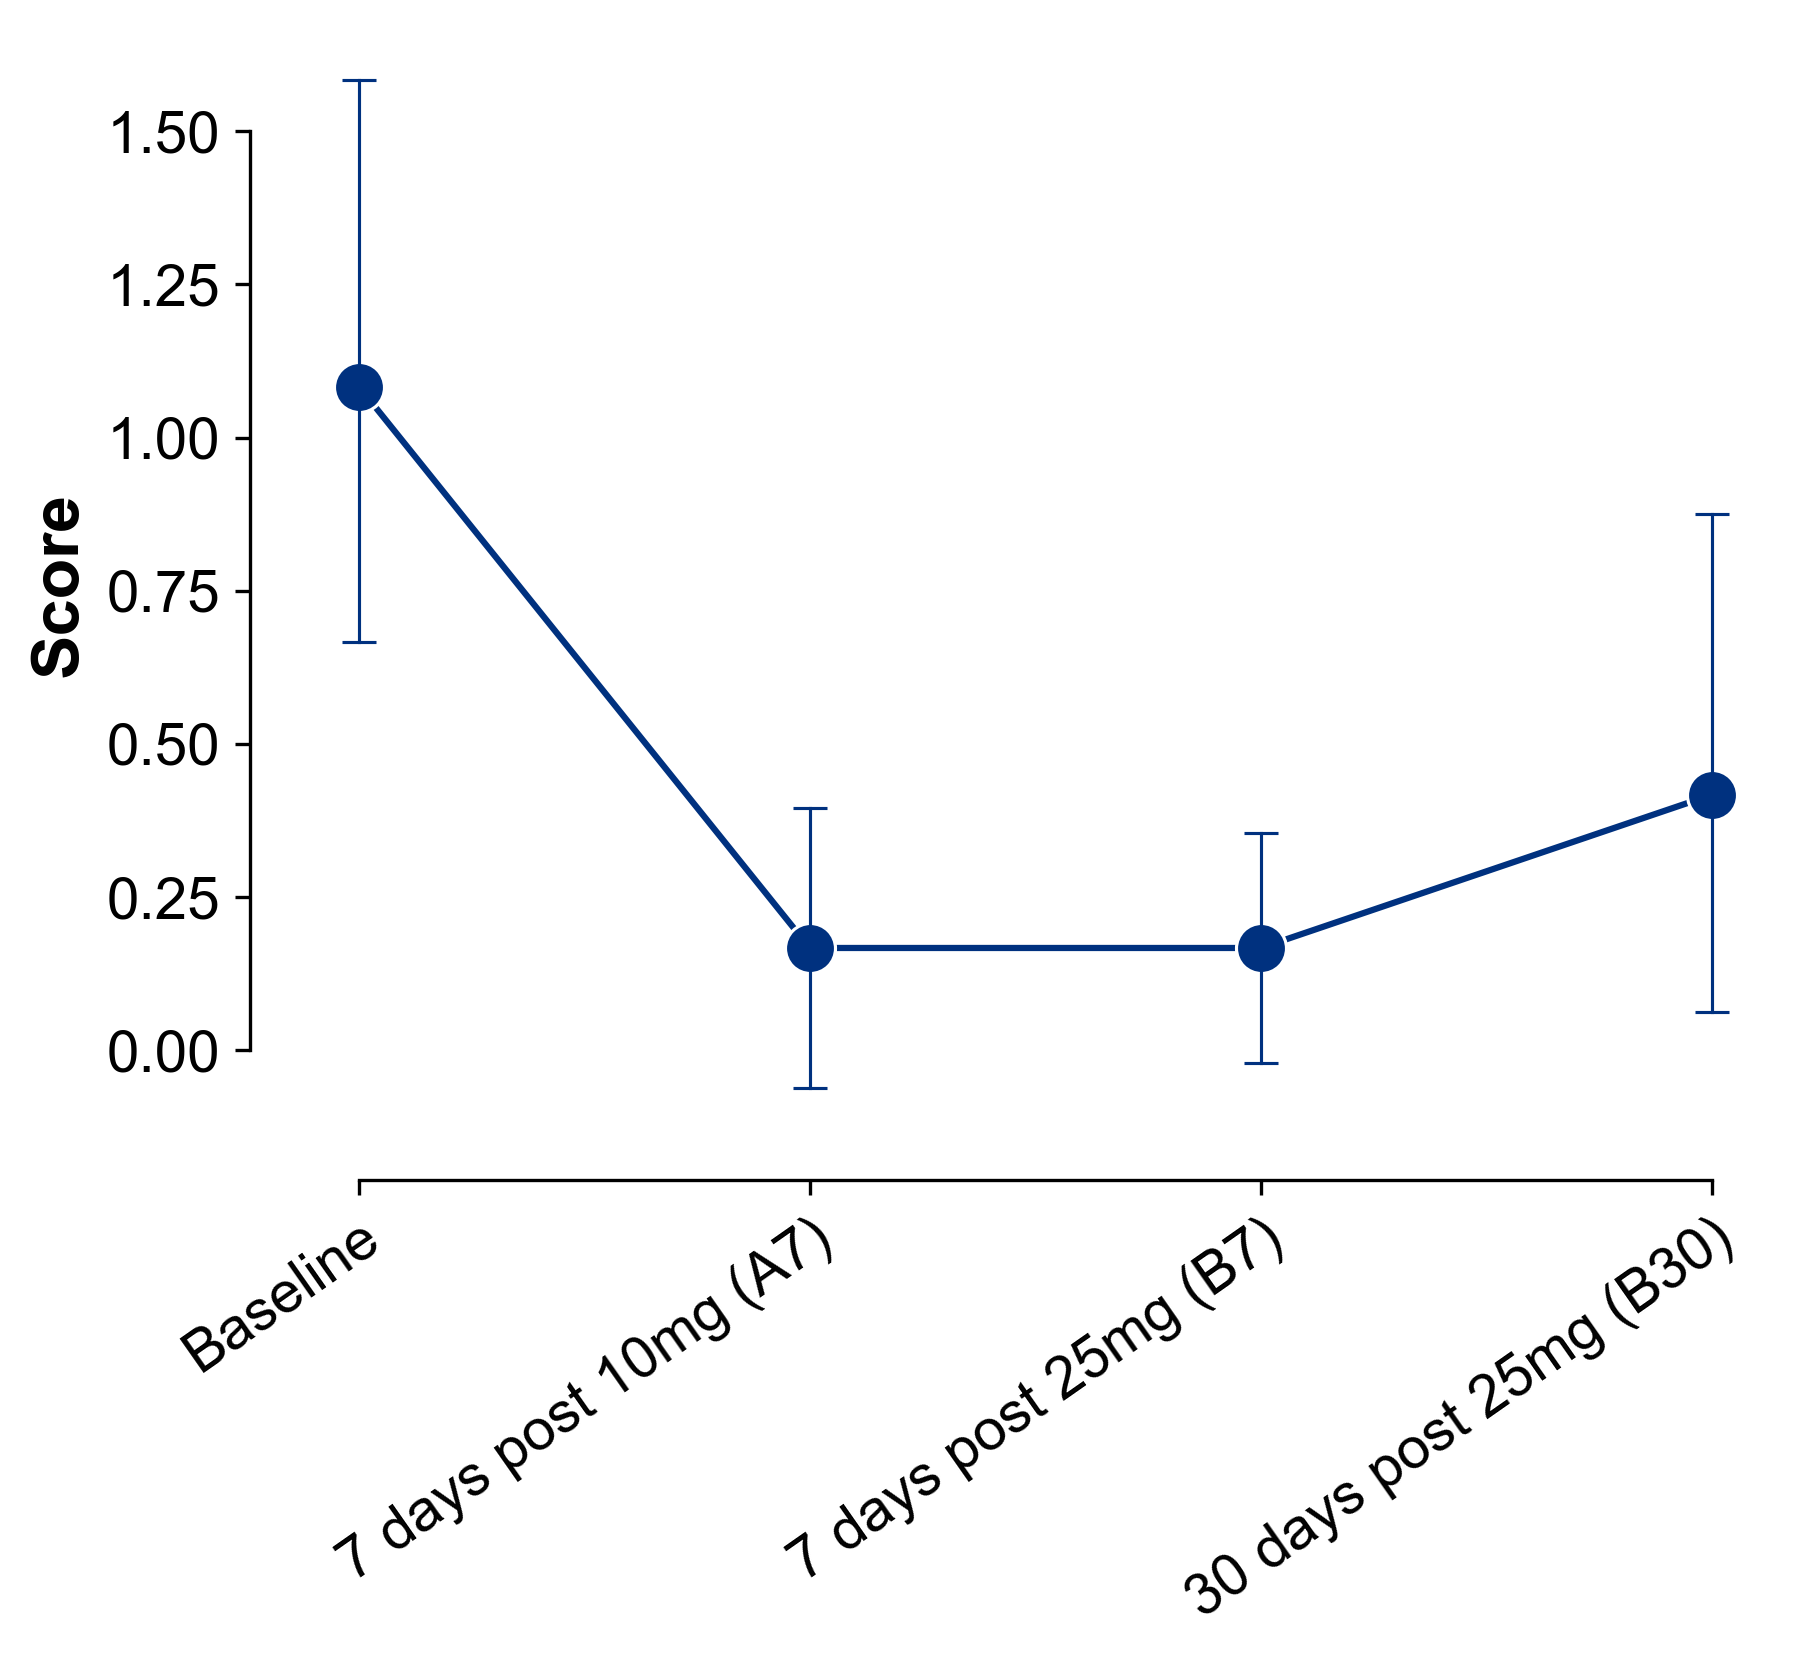 Score
1.50
1.25
1.00
0.75
0.50
0.25
0.00
Baseline
7 days post 10mg (A7)
7 days post 25mg (B7)
30 days post 25mg (B30)